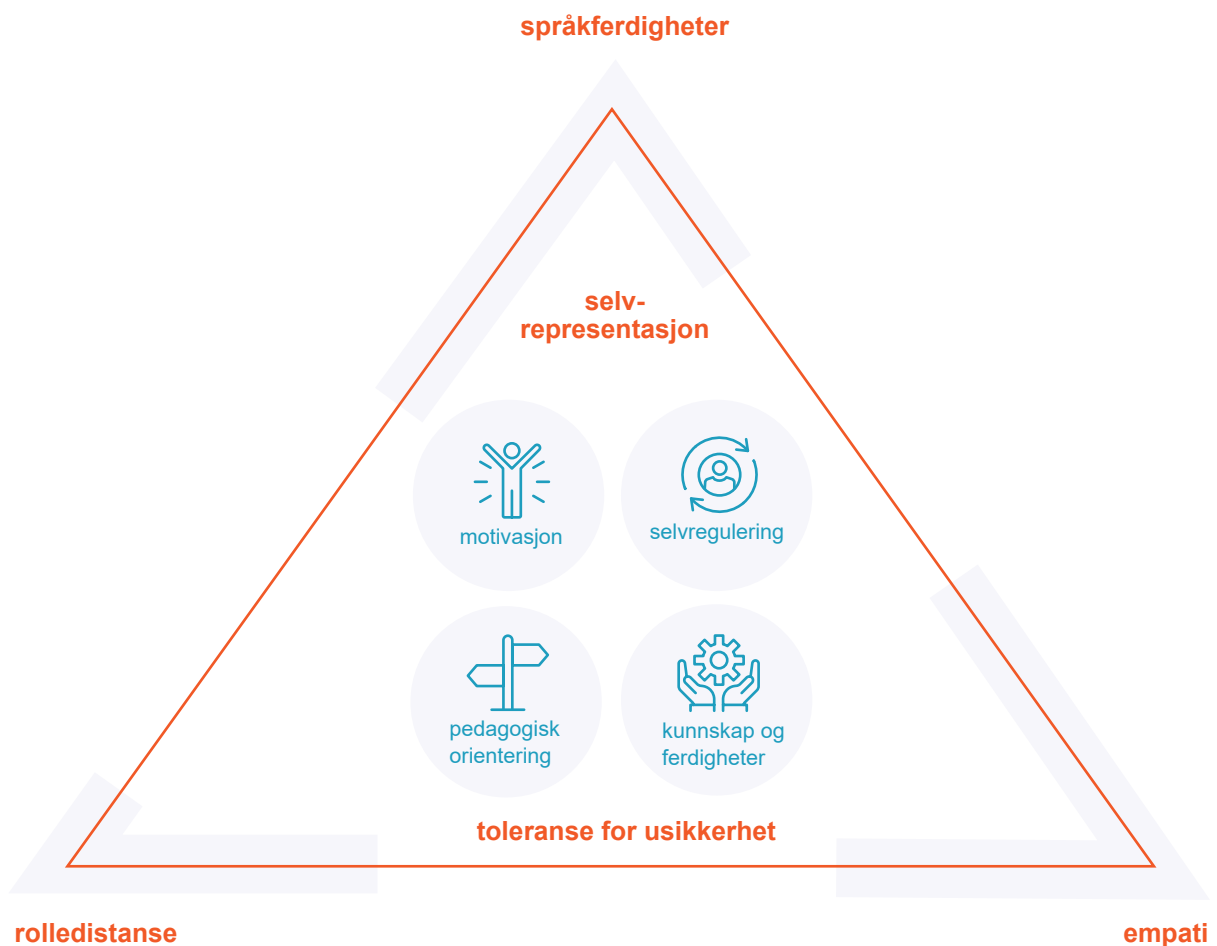 språkferdigheter
selv-
representasjon
motivasjon
selvregulering
pedagogisk
orientering
kunnskap og
ferdigheter
toleranse for usikkerhet
rolledistanse
empati